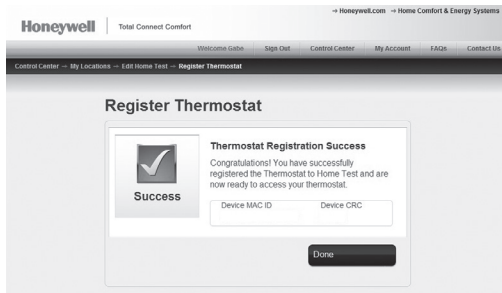 → Honeywell.com → Home Comfort & Energy Systems
Honeywell Total Connect Comfort
Welcome Gabe Sign Out Control Center My Account FAQs Contact Us
Control Center → My Locations → Edit Home Test → Register Thermostat
Register Thermostat
Thermostat Registration Success
Congratulations! You have successfully
registered the Thermostat to Home Test and are
now ready to access your thermostat.
Success
Device MAC ID Device CRC
Done